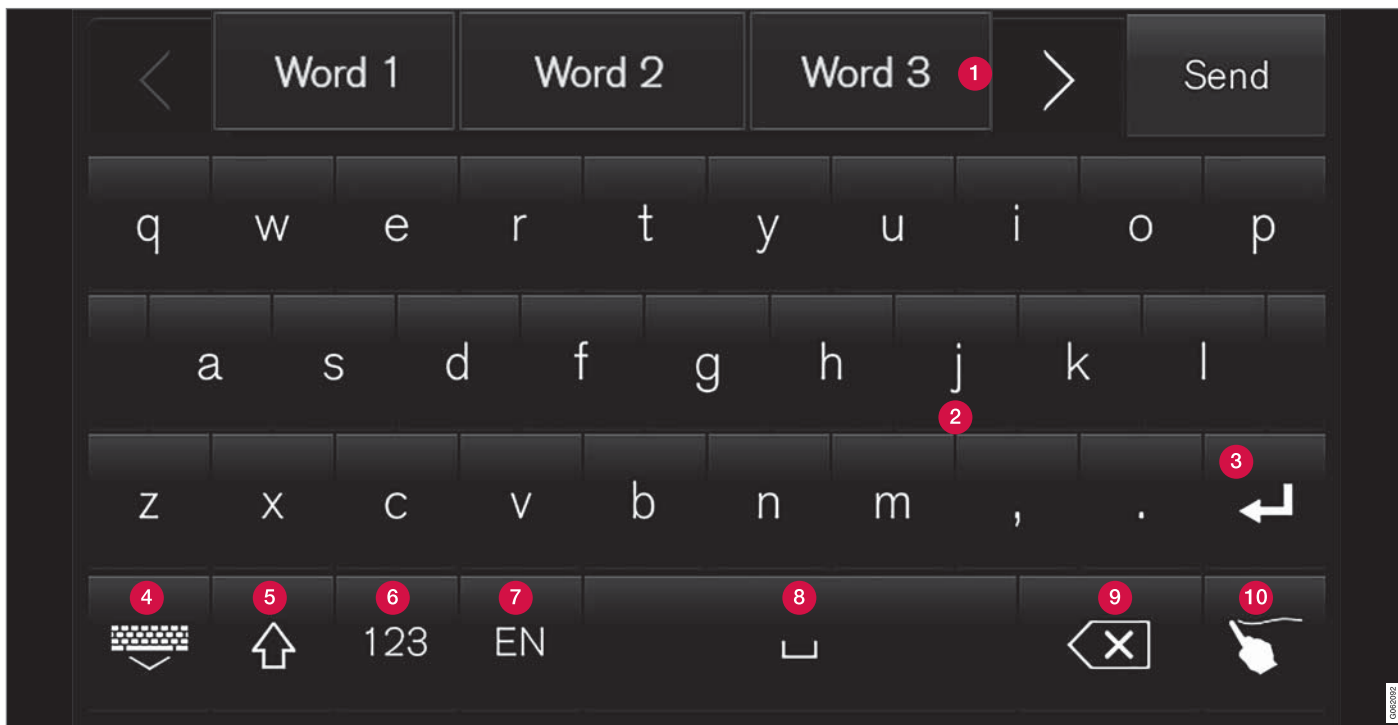 Word 1 Word 2 Word 3 1 Send
q w e r t y u i o p
a s d f g h j k l
2
3
z x c v b n m , .
4 5 6 7 8 9 10
123 EN
G062092